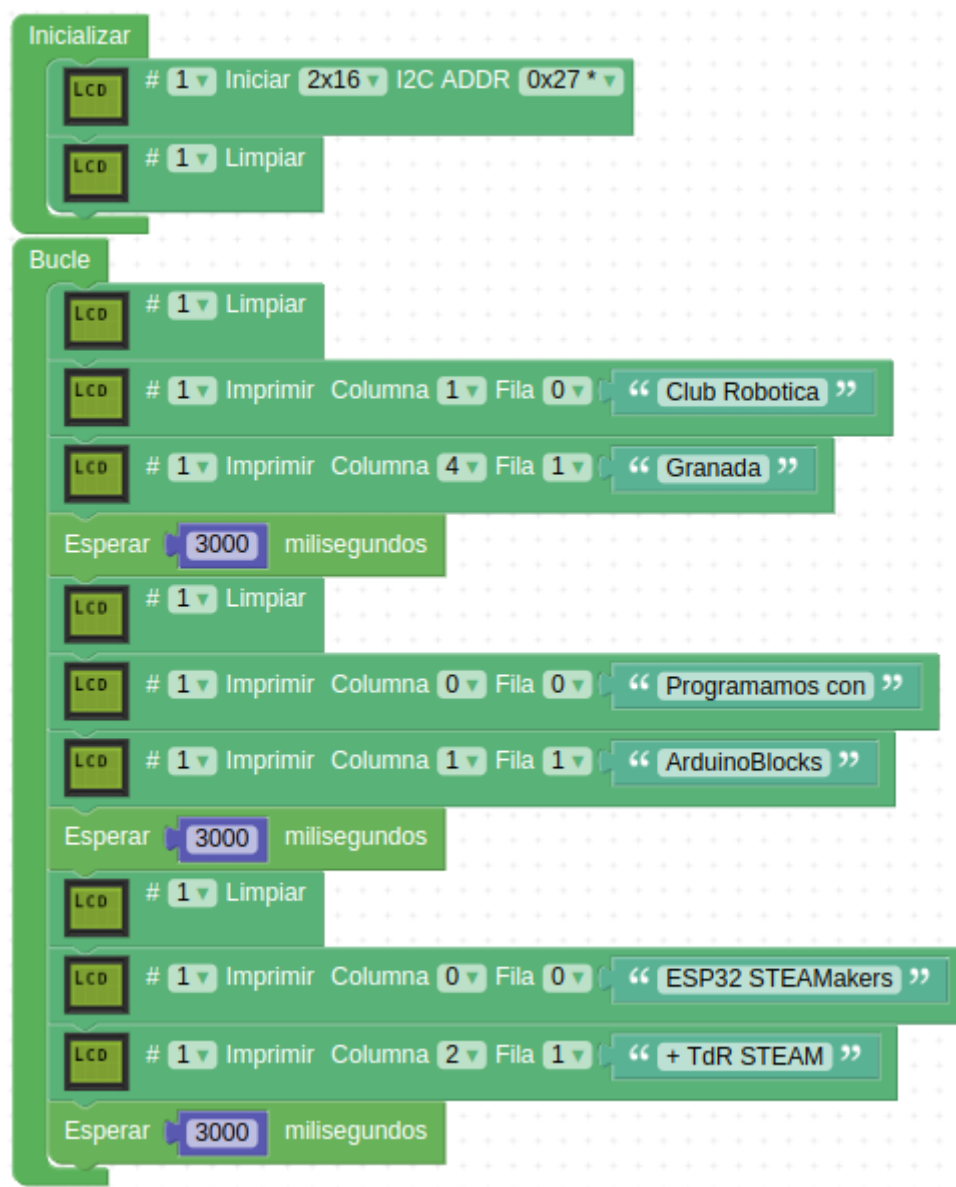 Inicializar
LCD # 1 Iniciar 2x16 I2C ADDR 0x27 *
LCD # 1 Limpiar
Bucle
LCD # 1 Limpiar
LCD # 1 Imprimir Columna 1 Fila 0 “ Club Robotica ”
LCD # 1 Imprimir Columna 4 Fila 1 “ Granada ”
Esperar 3000 milisegundos
LCD # 1 Limpiar
LCD # 1 Imprimir Columna 0 Fila 0 “ Programamos con ”
LCD # 1 Imprimir Columna 1 Fila 1 “ ArduinoBlocks ”
Esperar 3000 milisegundos
LCD # 1 Limpiar
LCD # 1 Imprimir Columna 0 Fila 0 “ ESP32 STEAMakers ”
LCD # 1 Imprimir Columna 2 Fila 1 “ + TdR STEAM ”
Esperar 3000 milisegundos